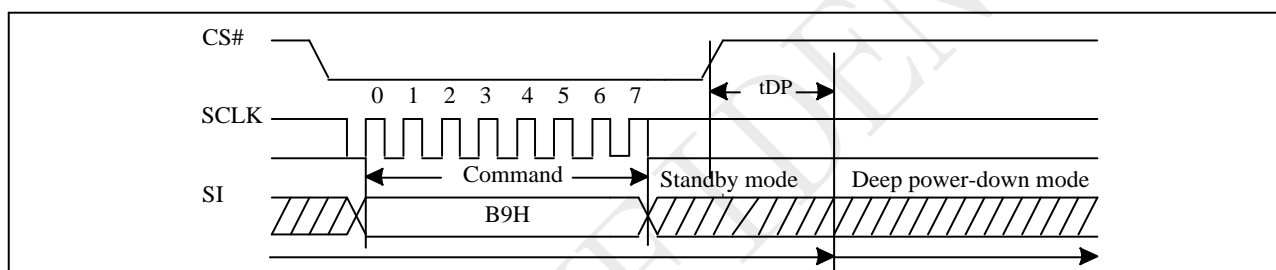 CS#
tDP
0 1 2 3 4 5 6 7
SCLK
Command
Standby mode
Deep power-down mode
SI
B9H